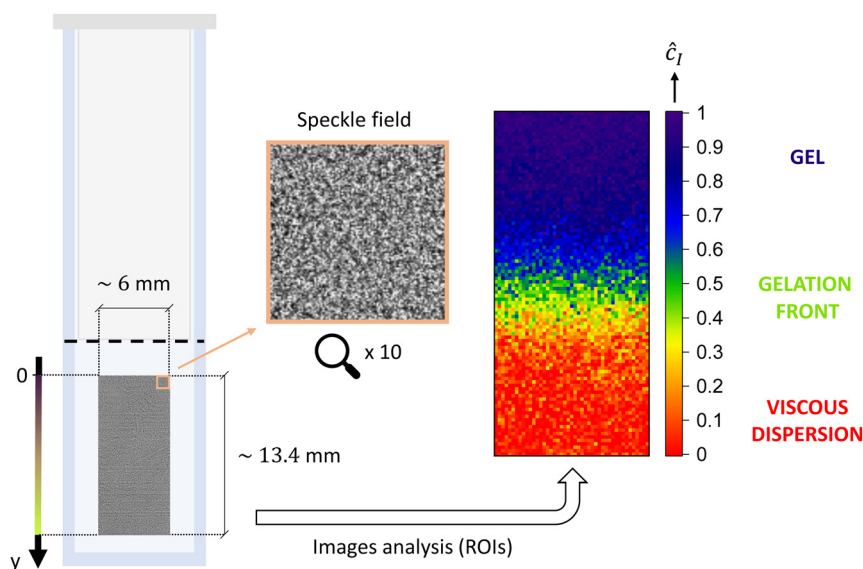 Speckle field
~ 6 mm
x 10
0
~ 13.4 mm
y
Images analysis (ROIs)
ĉ_I
1
0.9
0.8
0.7
0.6
0.5
0.4
0.3
0.2
0.1
0
GEL
GELATION
FRONT
VISCOUS
DISPERSION